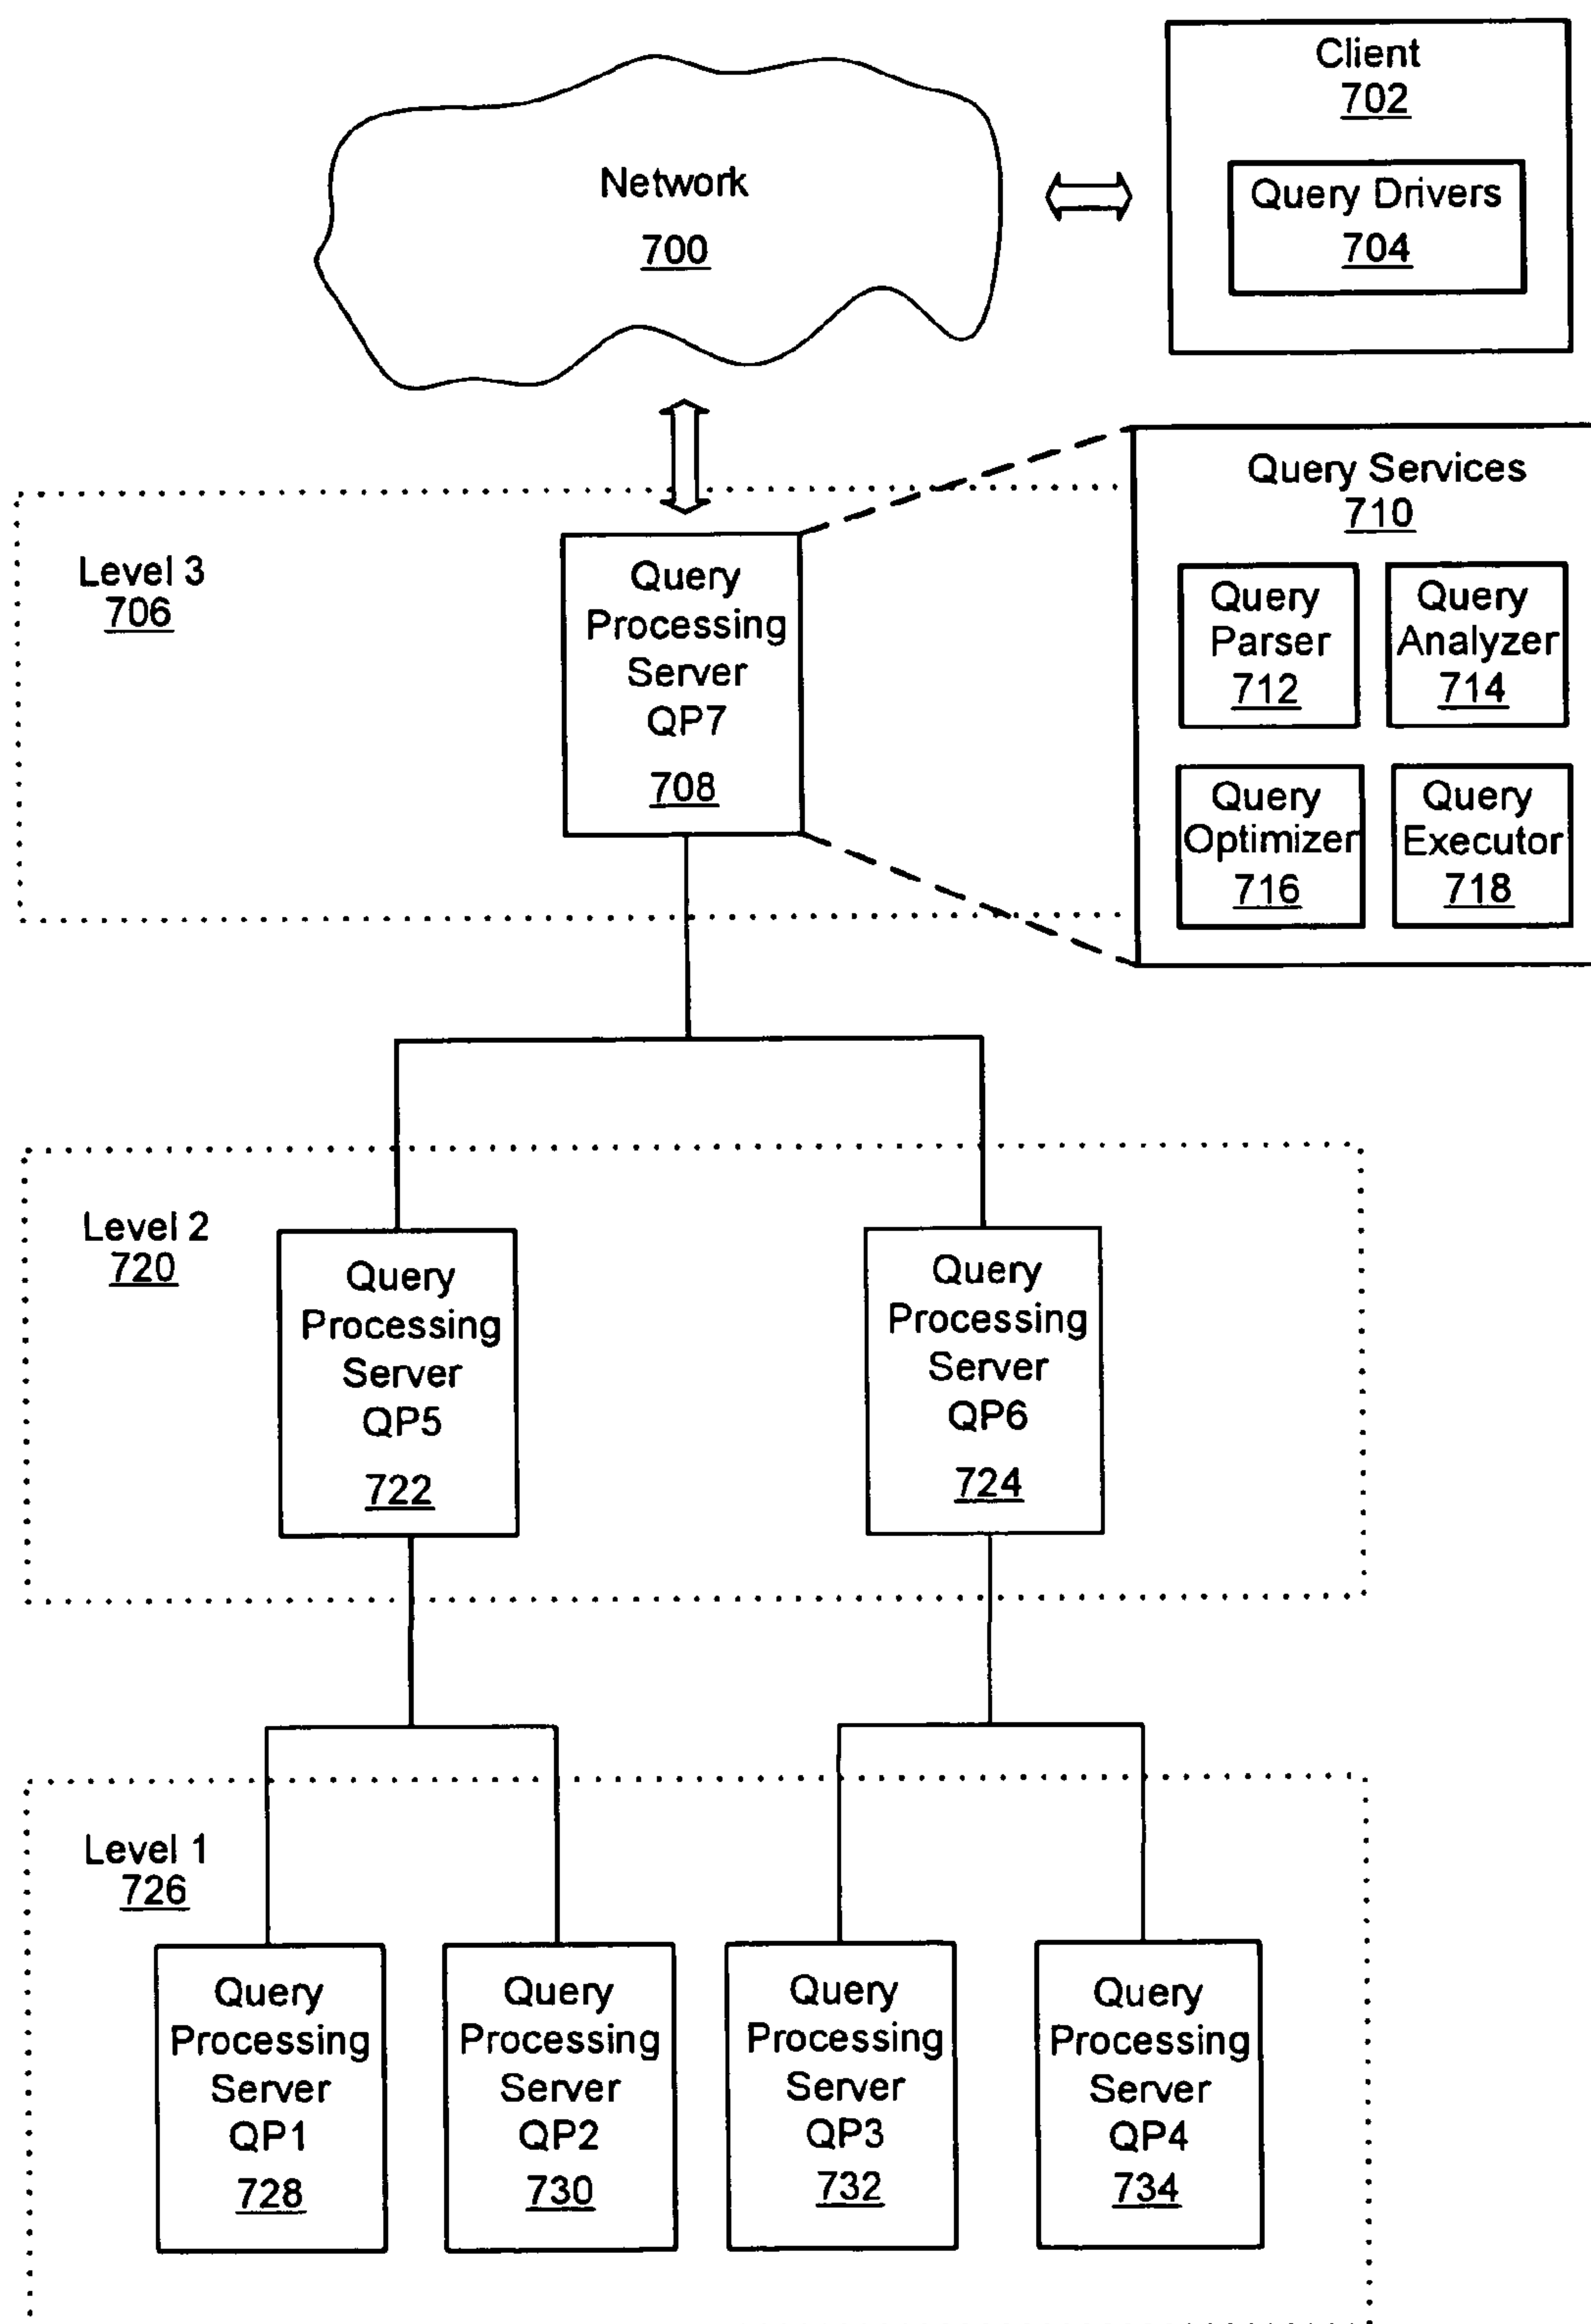 Client
702
Query Drivers
704
Network
700
Query Services
710
Query
Parser
712
Query
Analyzer
714
Query
Optimizer
716
Query
Executor
718
Level 3
706
Query
Processing
Server
QP7
708
Level 2
720
Query
Processing
Server
QP5
722
Query
Processing
Server
QP6
724
Level 1
726
Query
Processing
Server
QP1
728
Query
Processing
Server
QP2
730
Query
Processing
Server
QP3
732
Query
Processing
Server
QP4
734